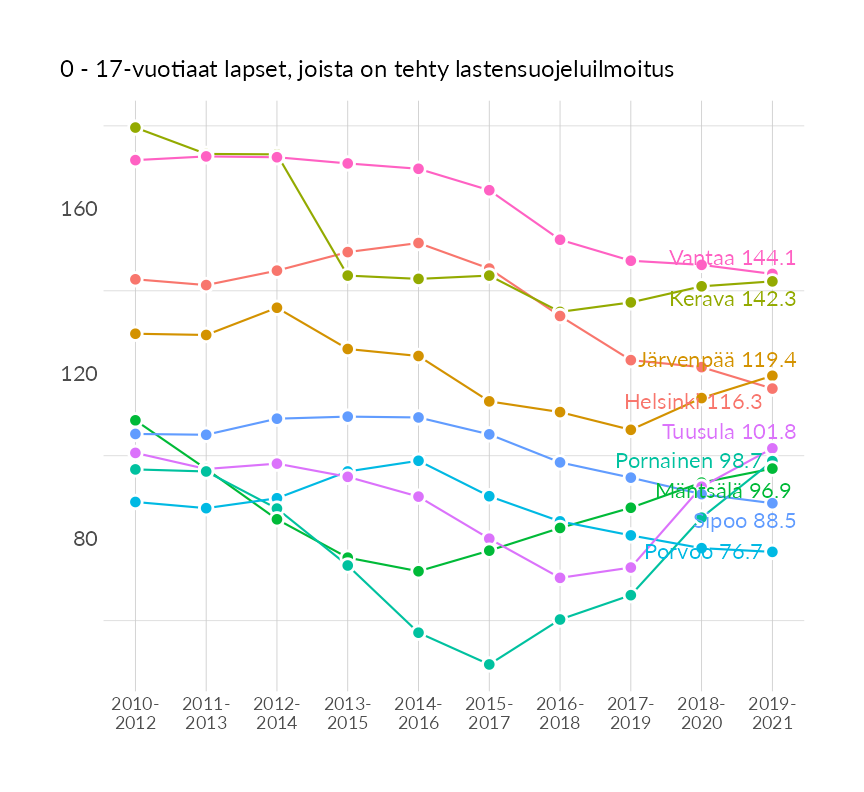 0 - 17-vuotiaat lapset, joista on tehty lastensuojeluilmoitus
160
120
80
Vantaa 144.1
Kerava 142.3
Järvenpää 119.4
Helsinki 116.3
Tuusula 101.8
Pornainen 98.7
Mäntsälä 96.9
Sipoo 88.5
Porvoo 76.7
2010- 2011- 2012- 2013- 2014- 2015- 2016- 2017- 2018- 2019-
2012 2013 2014 2015 2016 2017 2018 2019 2020 2021